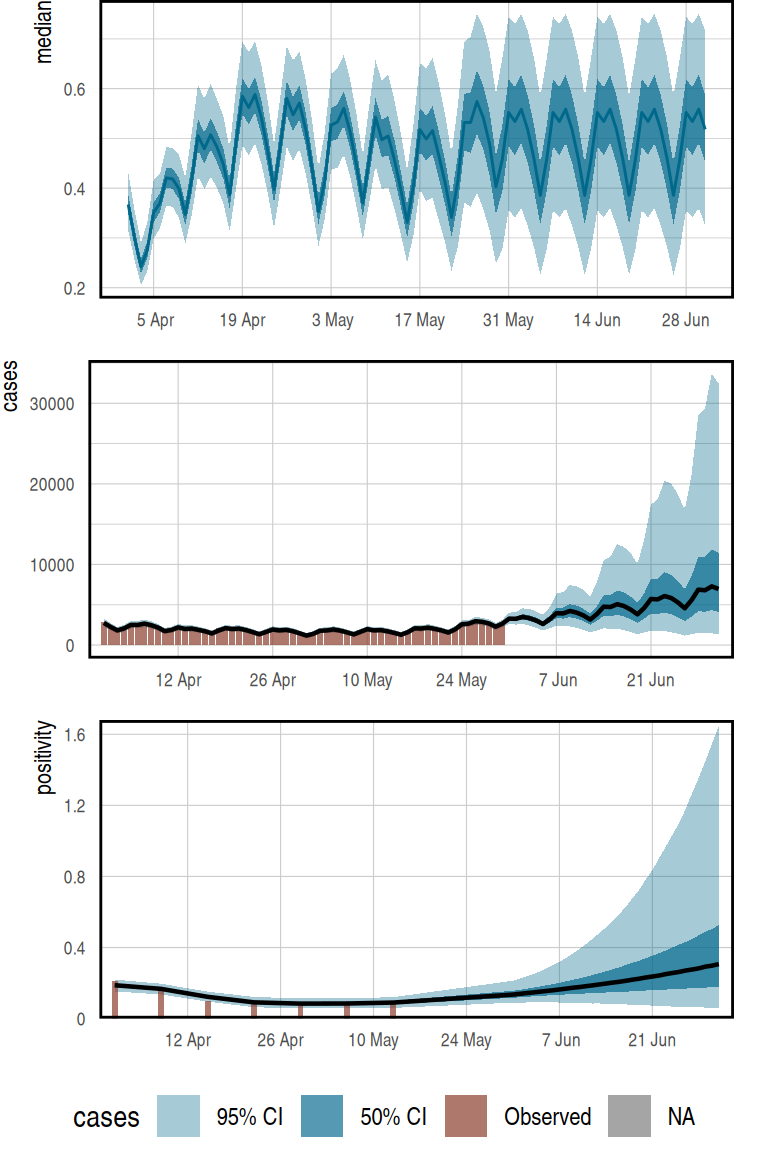 median
0.6
0.4
0.2
5 Apr 19 Apr 3 May 17 May 31 May 14 Jun 28 Jun
cases
30000
20000
10000
0
12 Apr 26 Apr 10 May 24 May 7 Jun 21 Jun
positivity
1.6
1.2
0.8
0.4
0
12 Apr 26 Apr 10 May 24 May 7 Jun 21 Jun
cases 95% CI 50% CI Observed NA